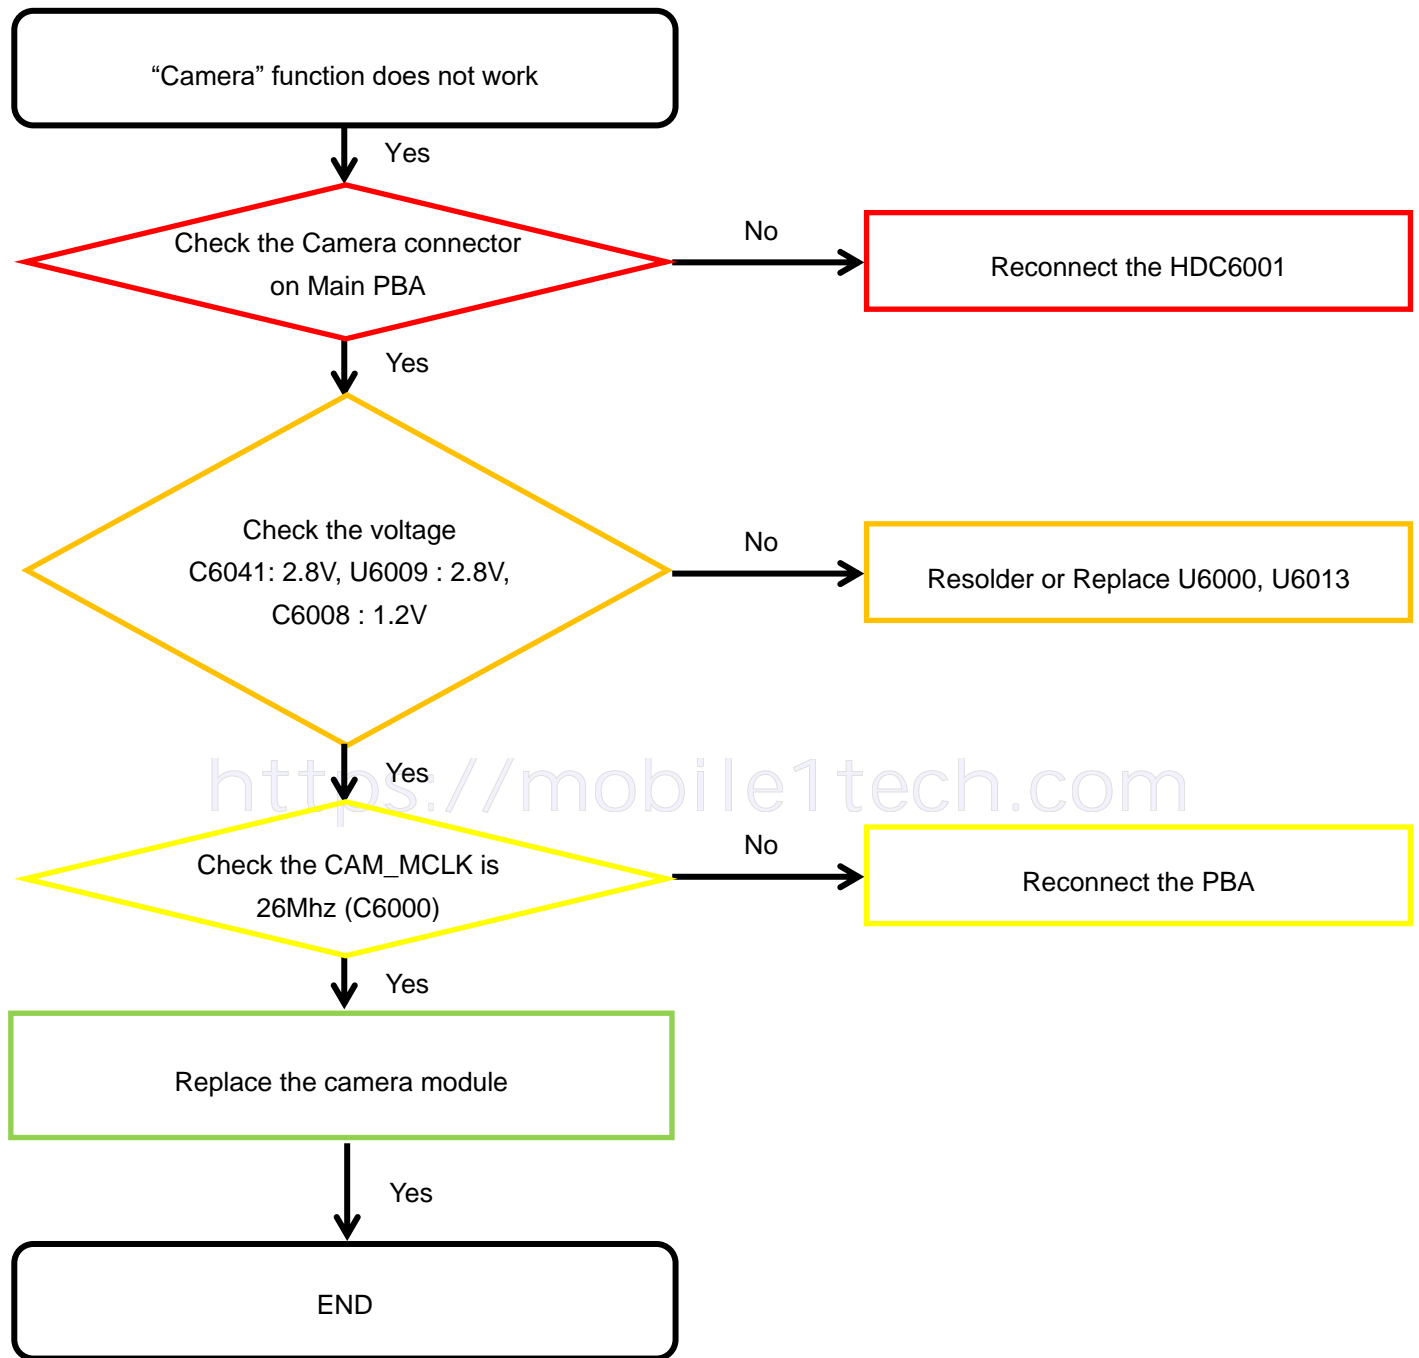 “Camera” function does not work
Yes
Check the Camera connector
on Main PBA
No
Reconnect the HDC6001
Yes
Check the voltage
C6041: 2.8V, U6009 : 2.8V,
C6008 : 1.2V
No
Resolder or Replace U6000, U6013
Yes
https://mobile1tech.com
Check the CAM_MCLK is
26Mhz (C6000)
No
Reconnect the PBA
Yes
Replace the camera module
Yes
END